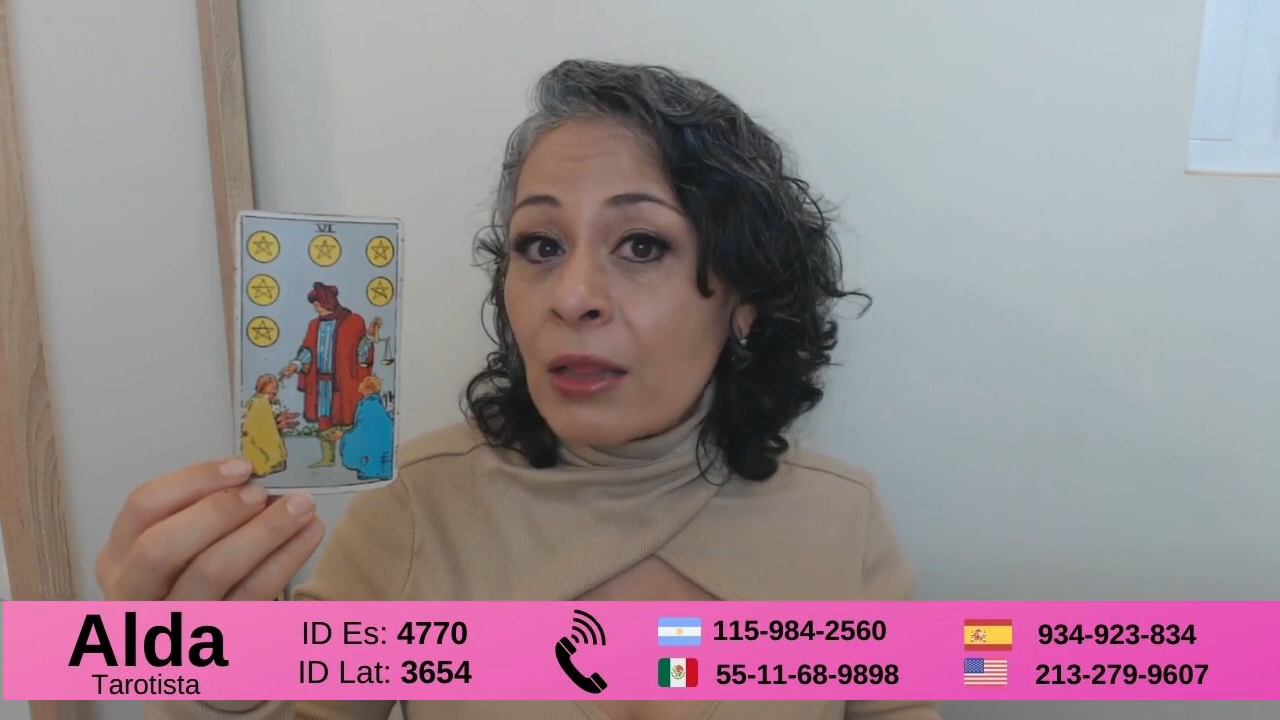 VI
Alda
Tarotista
ID Es: 4770
ID Lat: 3654
115-984-2560
55-11-68-9898
934-923-834
213-279-9607